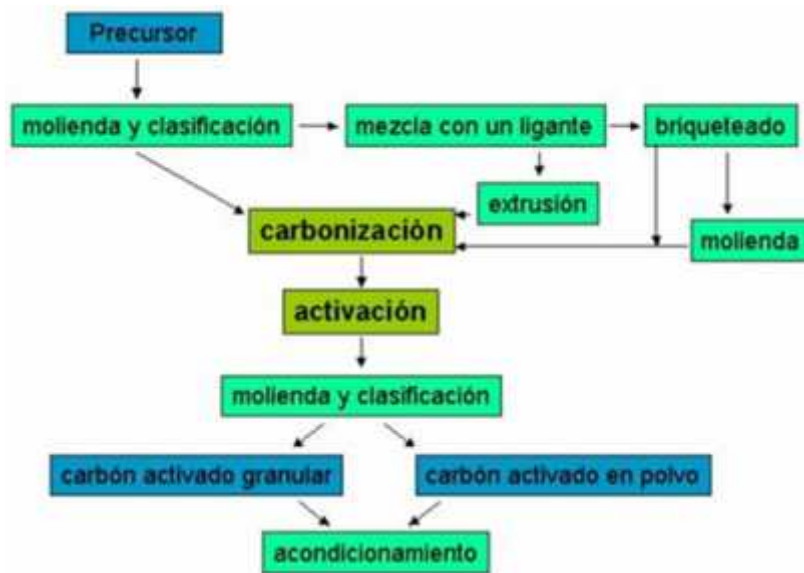 Precursor
molienda y clasificación
mezcla con un ligante
briqueteado
extrusión
carbonización
molienda
activación
molienda y clasificación
carbón activado granular
carbón activado en polvo
acondicionamiento